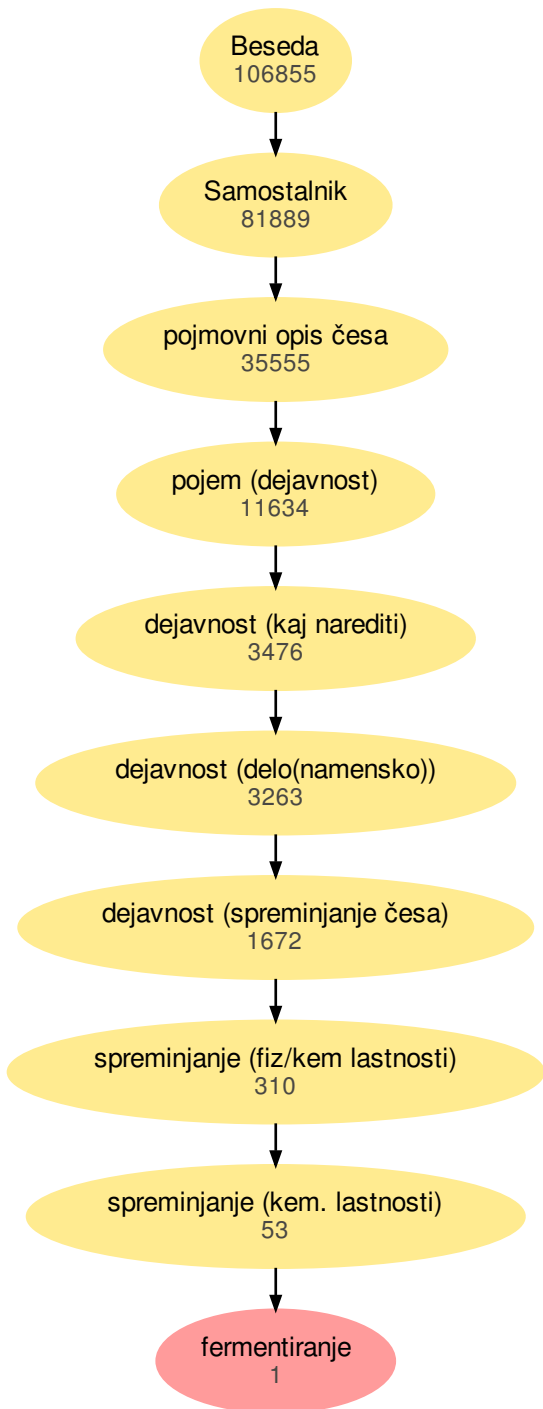 Beseda
106855
Samostalnik
81889
pojmovni opis česa
35555
pojem (dejavnost)
11634
dejavnost (kaj narediti)
3476
dejavnost (delo(namensko))
3263
dejavnost (spreminjanje česa)
1672
spreminjanje (fiz/kem lastnosti)
310
spreminjanje (kem. lastnosti)
53
fermentiranje
1